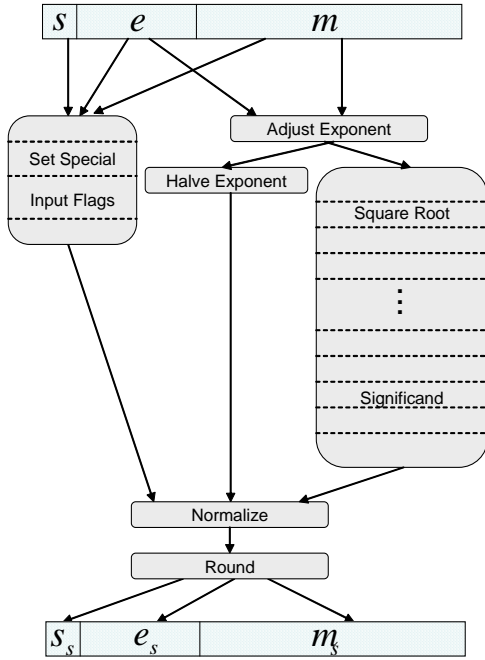 s e m
Adjust Exponent
Set Special
Halve Exponent
Input Flags
Square Root
⋮
Significand
Normalize
Round
s_s e_s m_s